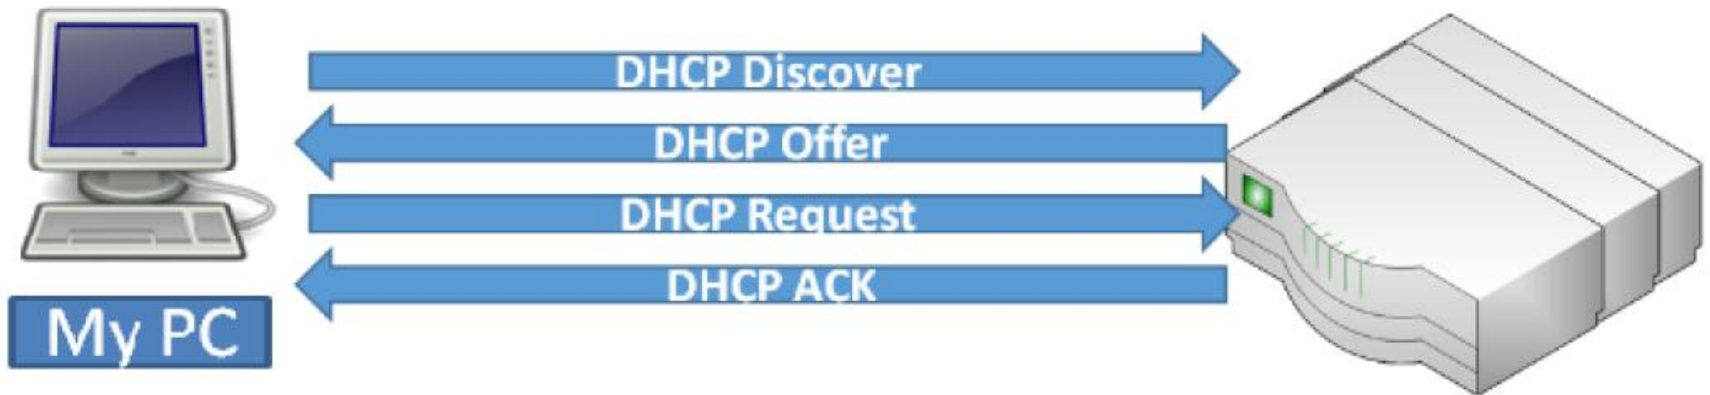 DHCP Discover
DHCP Offer
DHCP Request
DHCP ACK
My PC